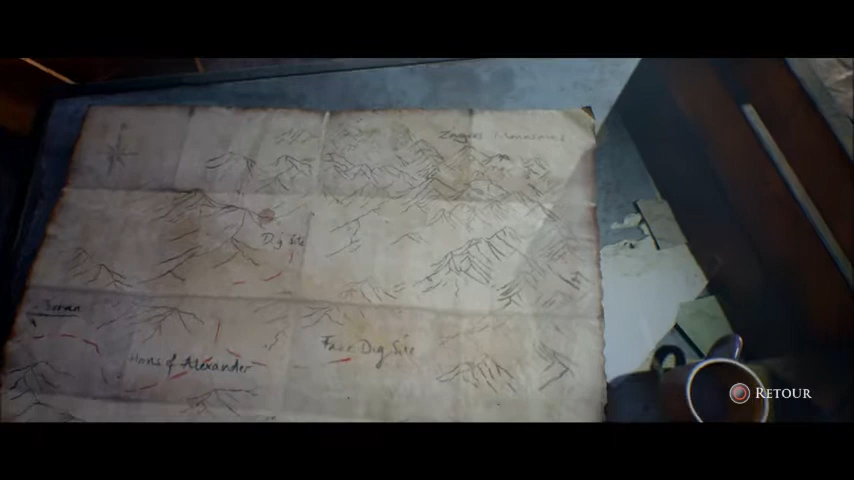 Zagros Mountains
Dig Site
Horns of Alexander
Fake Dig Site
RETOUR